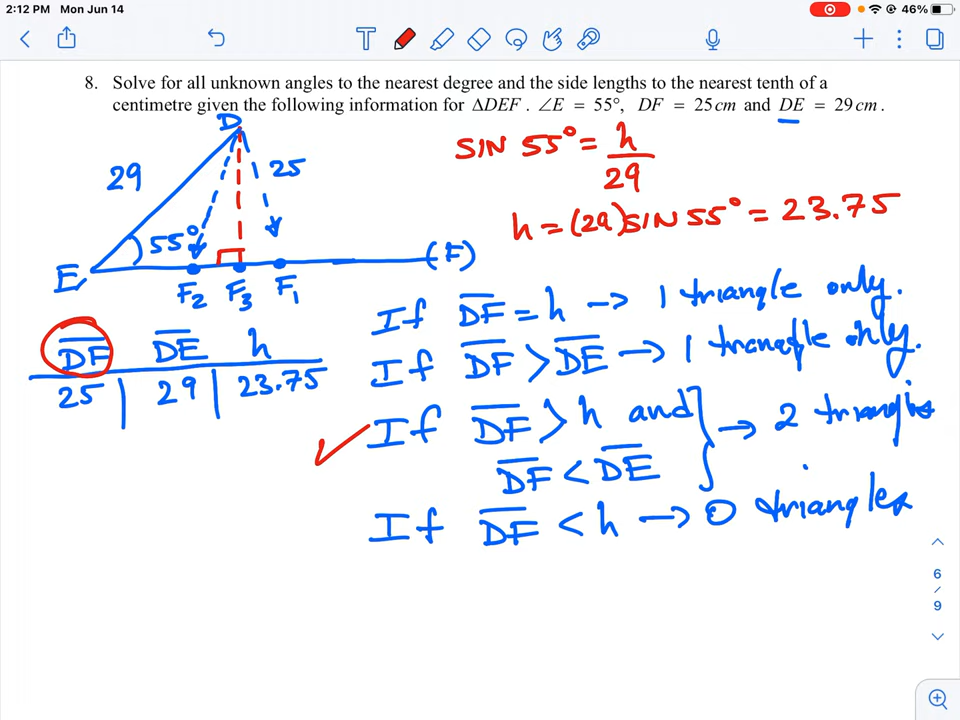 2:12 PM Mon Jun 14
46%
T
8. Solve for all unknown angles to the nearest degree and the side lengths to the nearest tenth of a
centimetre given the following information for ΔDEF. ∠E = 55°, DF = 25 cm and DE = 29 cm.
D
29
25
55°
E
(F)
F₂ F₃ F₁
SIN 55° = h/29
h = (29) SIN 55° = 23.75
DF DE h
25 | 29 | 23.75
If DF = h → 1 triangle only.
If DF > DE → 1 triangle only.
If DF > h and
DF < DE } → 2 triangles
If DF < h → 0 triangles
6
/
9